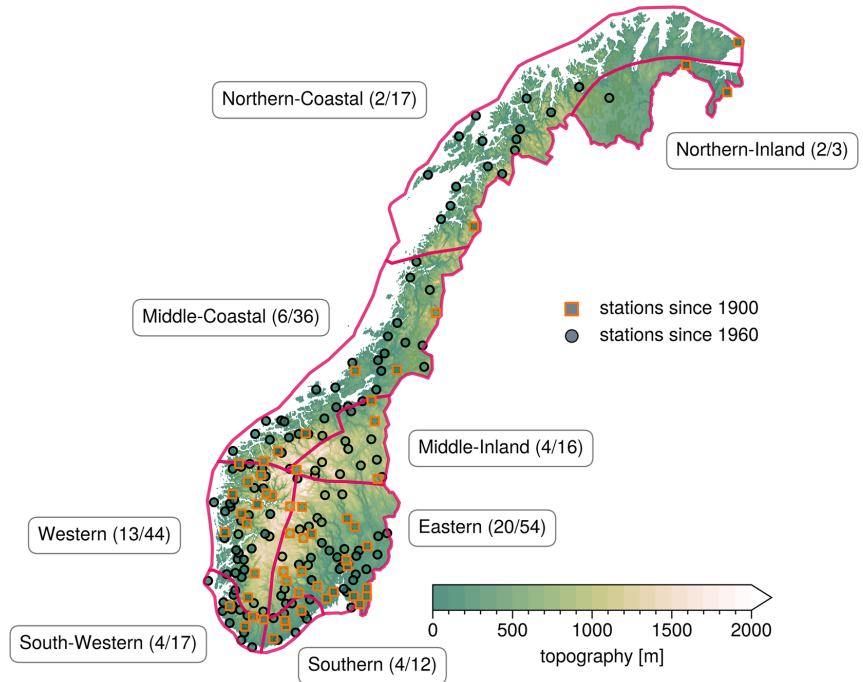 Northern-Coastal (2/17)
Northern-Inland (2/3)
Middle-Coastal (6/36)
stations since 1900
stations since 1960
Middle-Inland (4/16)
Western (13/44)
Eastern (20/54)
South-Western (4/17)
Southern (4/12)
0 500 1000 1500 2000
topography [m]